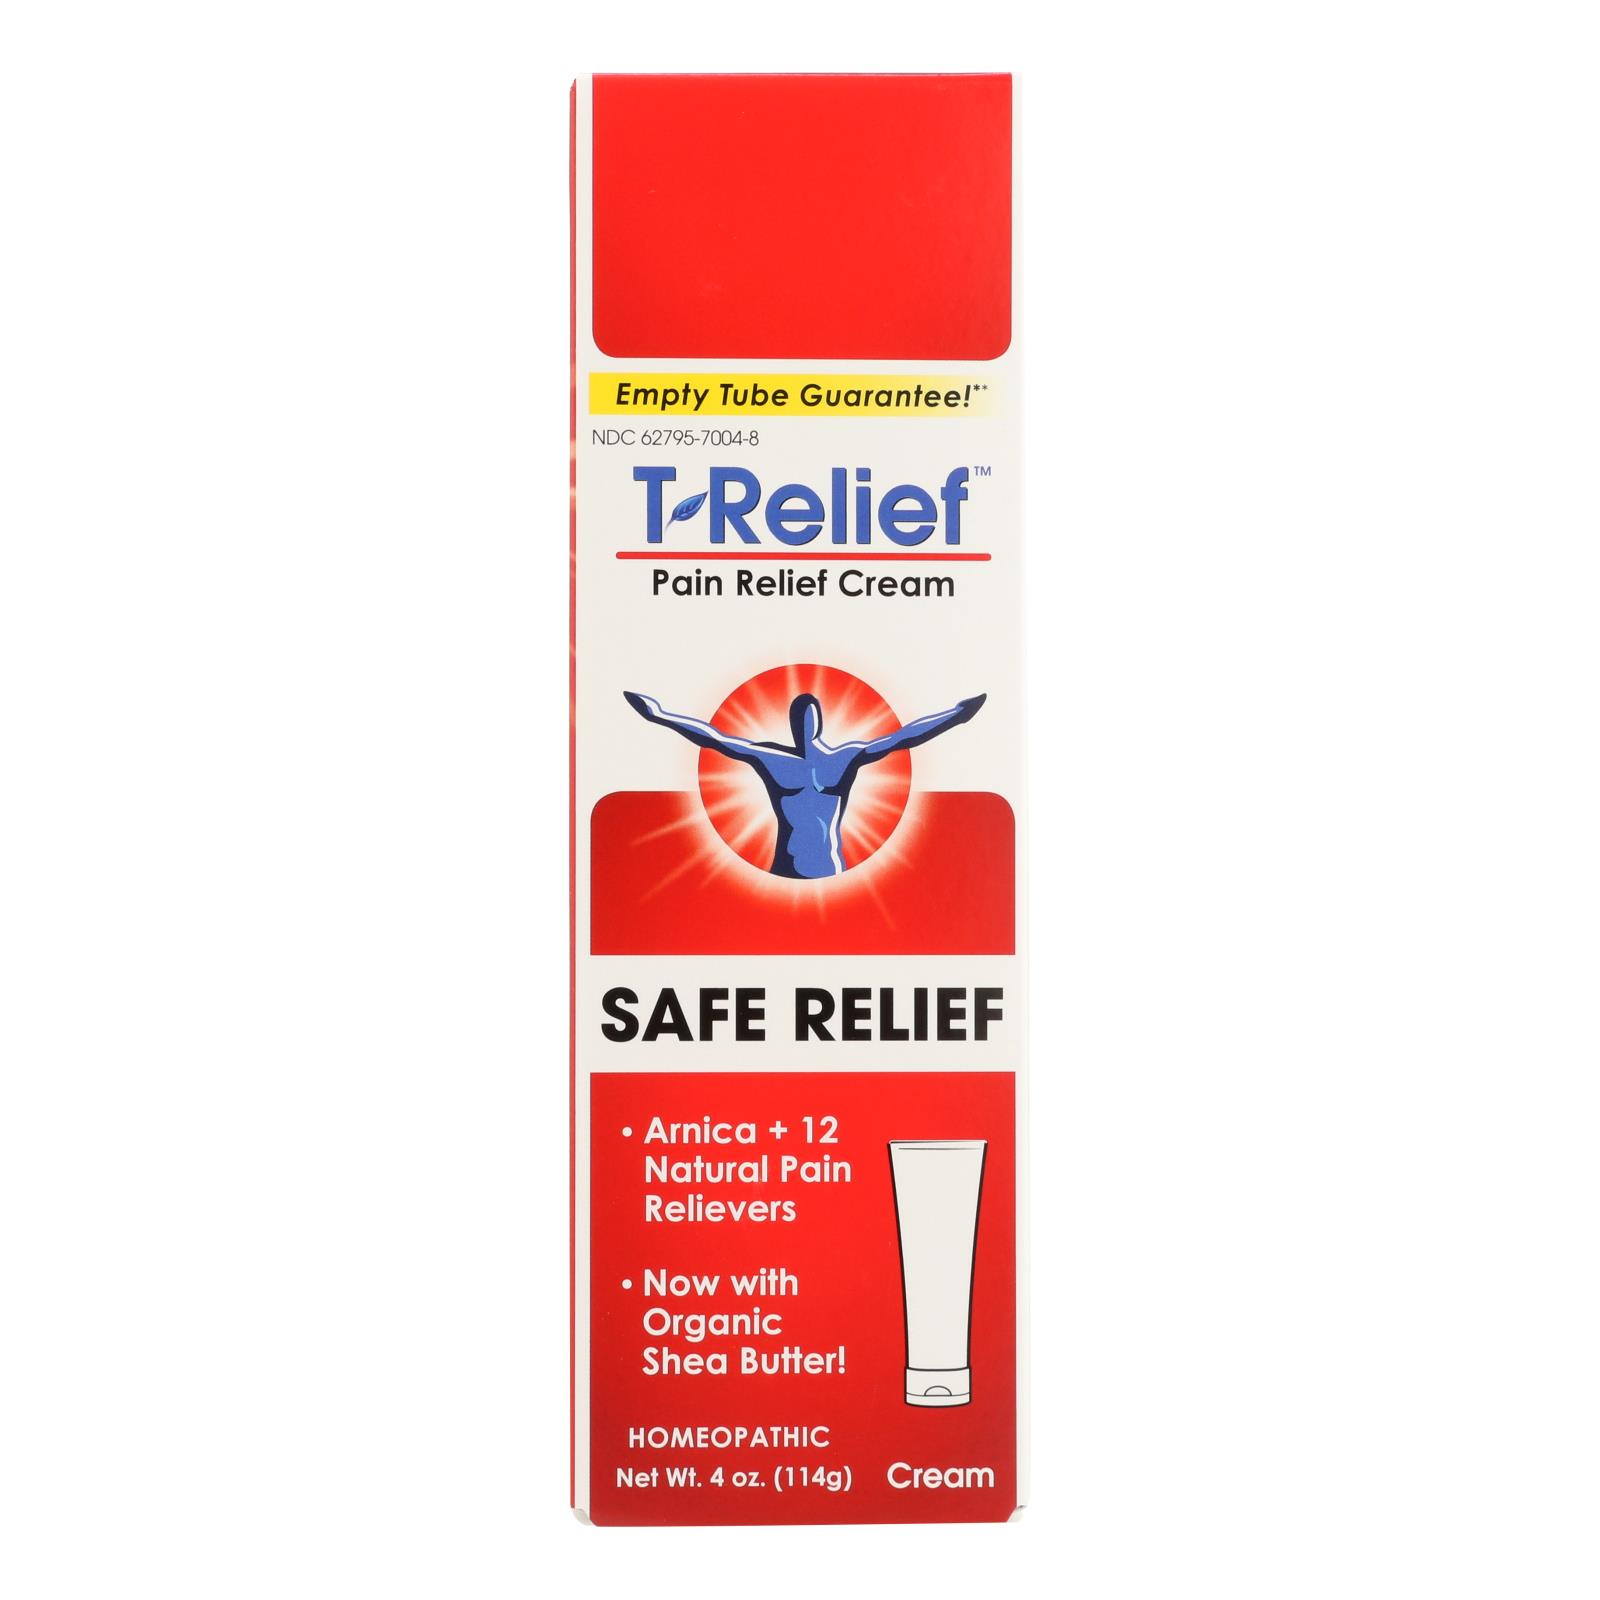 Empty Tube Guarantee!**
NDC 62795-7004-8
T-Relief™
Pain Relief Cream
SAFE RELIEF
• Arnica + 12
Natural Pain
Relievers
• Now with
Organic
Shea Butter!
HOMEOPATHIC
Net Wt. 4 oz. (114g)
Cream